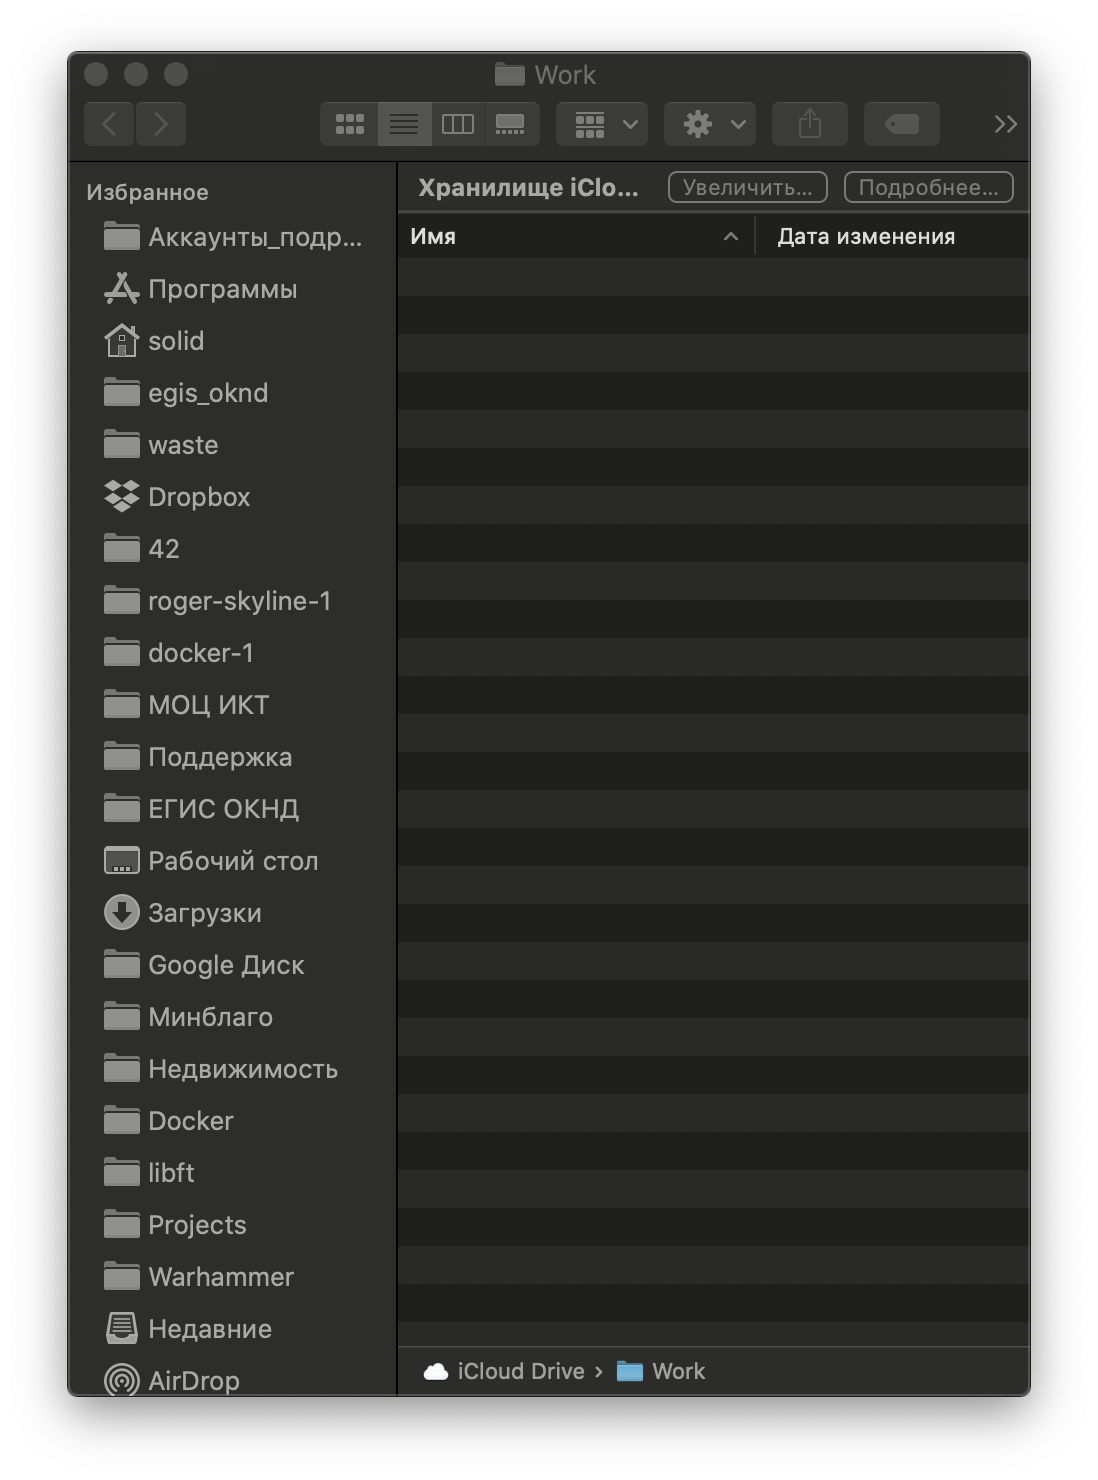 Work
Хранилище iClo...
Увеличить...
Подробнее...
Имя
Дата изменения
Избранное
Аккаунты_подр...
Программы
solid
egis_oknd
waste
Dropbox
42
roger-skyline-1
docker-1
МОЦ ИКТ
Поддержка
ЕГИС ОКНД
Рабочий стол
Загрузки
Google Диск
Минблаго
Недвижимость
Docker
libft
Projects
Warhammer
Недавние
AirDrop
iCloud Drive › Work